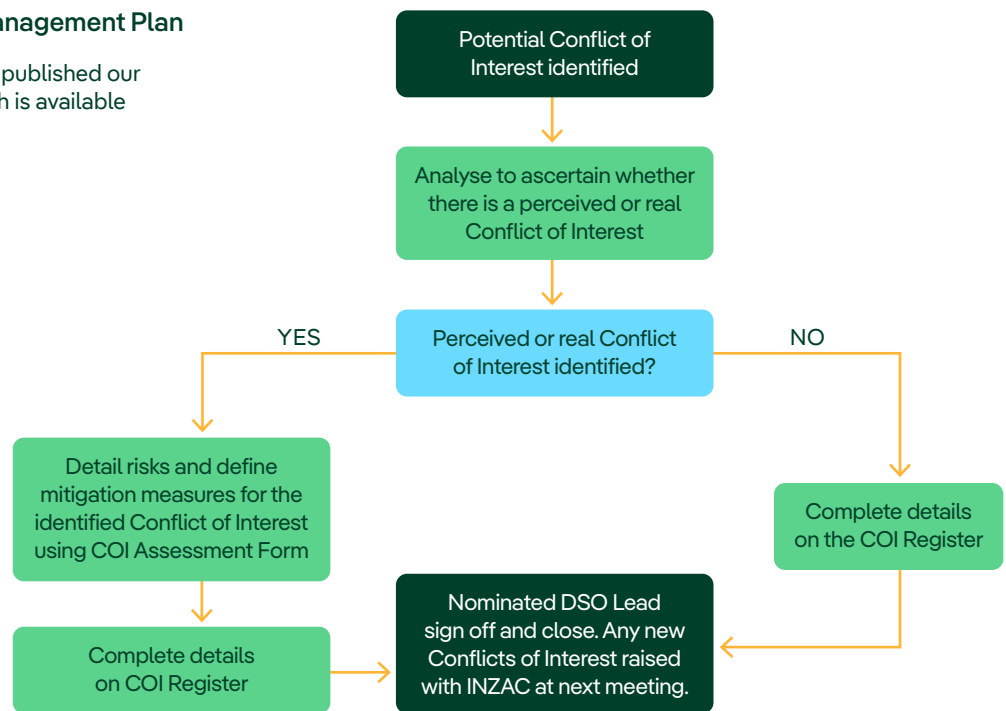 anagement Plan
published our
h is available
Potential Conflict of
Interest identified
Analyse to ascertain whether
there is a perceived or real
Conflict of Interest
Perceived or real Conflict
of Interest identified?
YES
NO
Detail risks and define
mitigation measures for the
identified Conflict of Interest
using COI Assessment Form
Complete details
on the COI Register
Complete details
on COI Register
Nominated DSO Lead
sign off and close. Any new
Conflicts of Interest raised
with INZAC at next meeting.